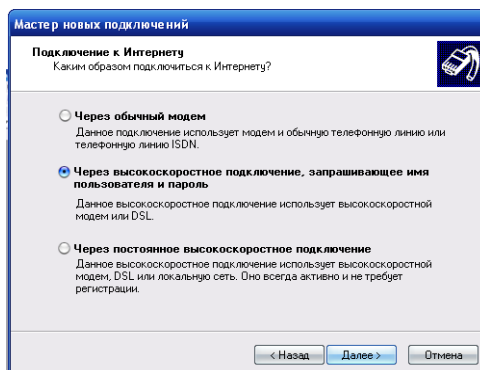 Мастер новых подключений
Подключение к Интернету
Каким образом подключиться к Интернету?
Через обычный модем
Данное подключение использует модем и обычную телефонную линию или
телефонную линию ISDN.
Через высокоскоростное подключение, запрашивающее имя
пользователя и пароль
Данное высокоскоростное подключение использует высокоскоростной
модем или DSL.
Через постоянное высокоскоростное подключение
Данное высокоскоростное подключение использует высокоскоростной
модем, DSL или локальную сеть. Оно всегда активно и не требует
регистрации.
< Назад Далее > Отмена